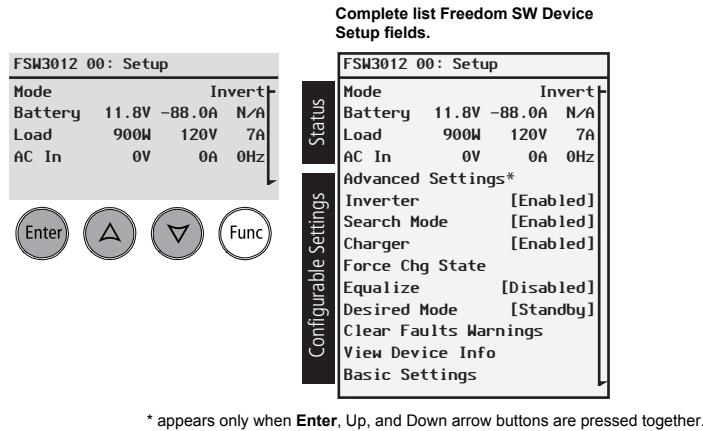 Complete list Freedom SW Device
Setup fields.
FSW3012 00: Setup
Mode Invert
Battery 11.8V -88.0A N/A
Load 900W 120V 7A
AC In 0V 0A 0Hz
Enter
Func
Status
Configurable Settings
FSW3012 00: Setup
Mode Invert
Battery 11.8V -88.0A N/A
Load 900W 120V 7A
AC In 0V 0A 0Hz
Advanced Settings*
Inverter [Enabled]
Search Mode [Enabled]
Charger [Enabled]
Force Chg State
Equalize [Disabled]
Desired Mode [Standby]
Clear Faults Warnings
View Device Info
Basic Settings
* appears only when Enter, Up, and Down arrow buttons are pressed together.